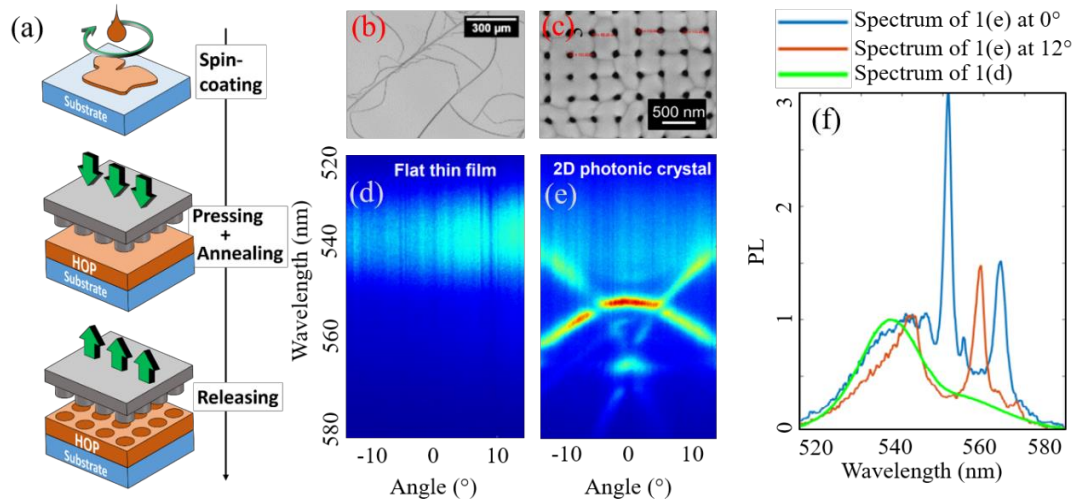 (a)
Spin-
coating
Substrate
Pressing
+
Annealing
HOP
Substrate
Releasing
HOP
Substrate
(b)
300 µm
(c)
500 nm
Flat thin film
(d)
2D photonic crystal
(e)
Wavelength (nm)
520
540
560
580
-10 0 10
Angle (°)
-10 0 10
Angle (°)
Spectrum of 1(e) at 0°
Spectrum of 1(e) at 12°
Spectrum of 1(d)
(f)
PL
3
2
1
0
520 540 560 580
Wavelength (nm)